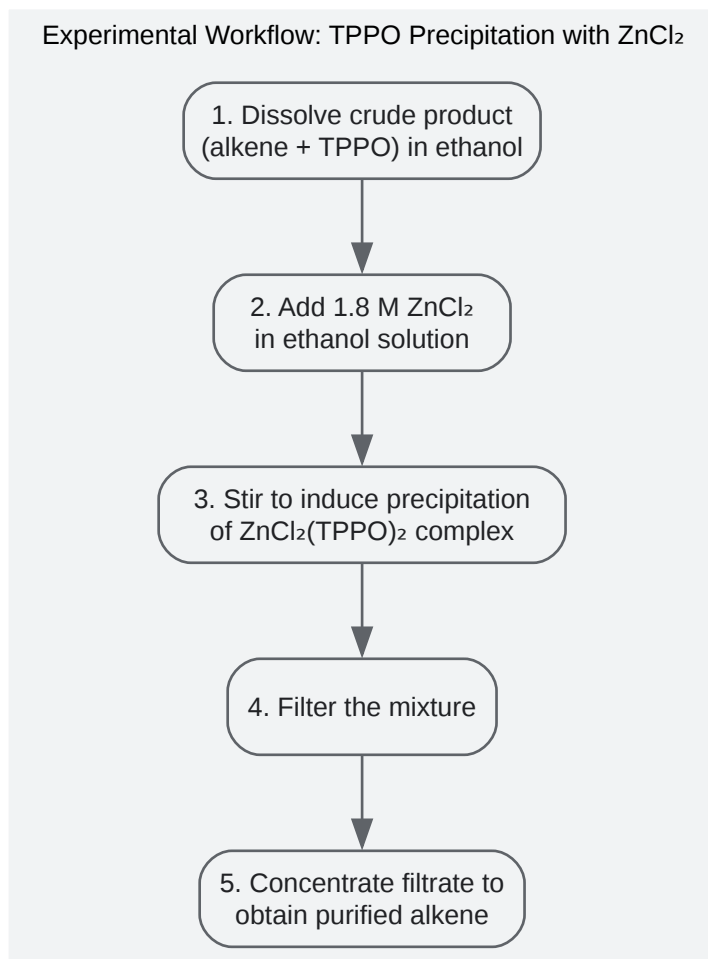 Experimental Workflow: TPPO Precipitation with ZnCl₂
1. Dissolve crude product
(alkene + TPPO) in ethanol
2. Add 1.8 M ZnCl₂
in ethanol solution
3. Stir to induce precipitation
of ZnCl₂(TPPO)₂ complex
4. Filter the mixture
5. Concentrate filtrate to
obtain purified alkene